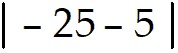 | – 25 – 5 |